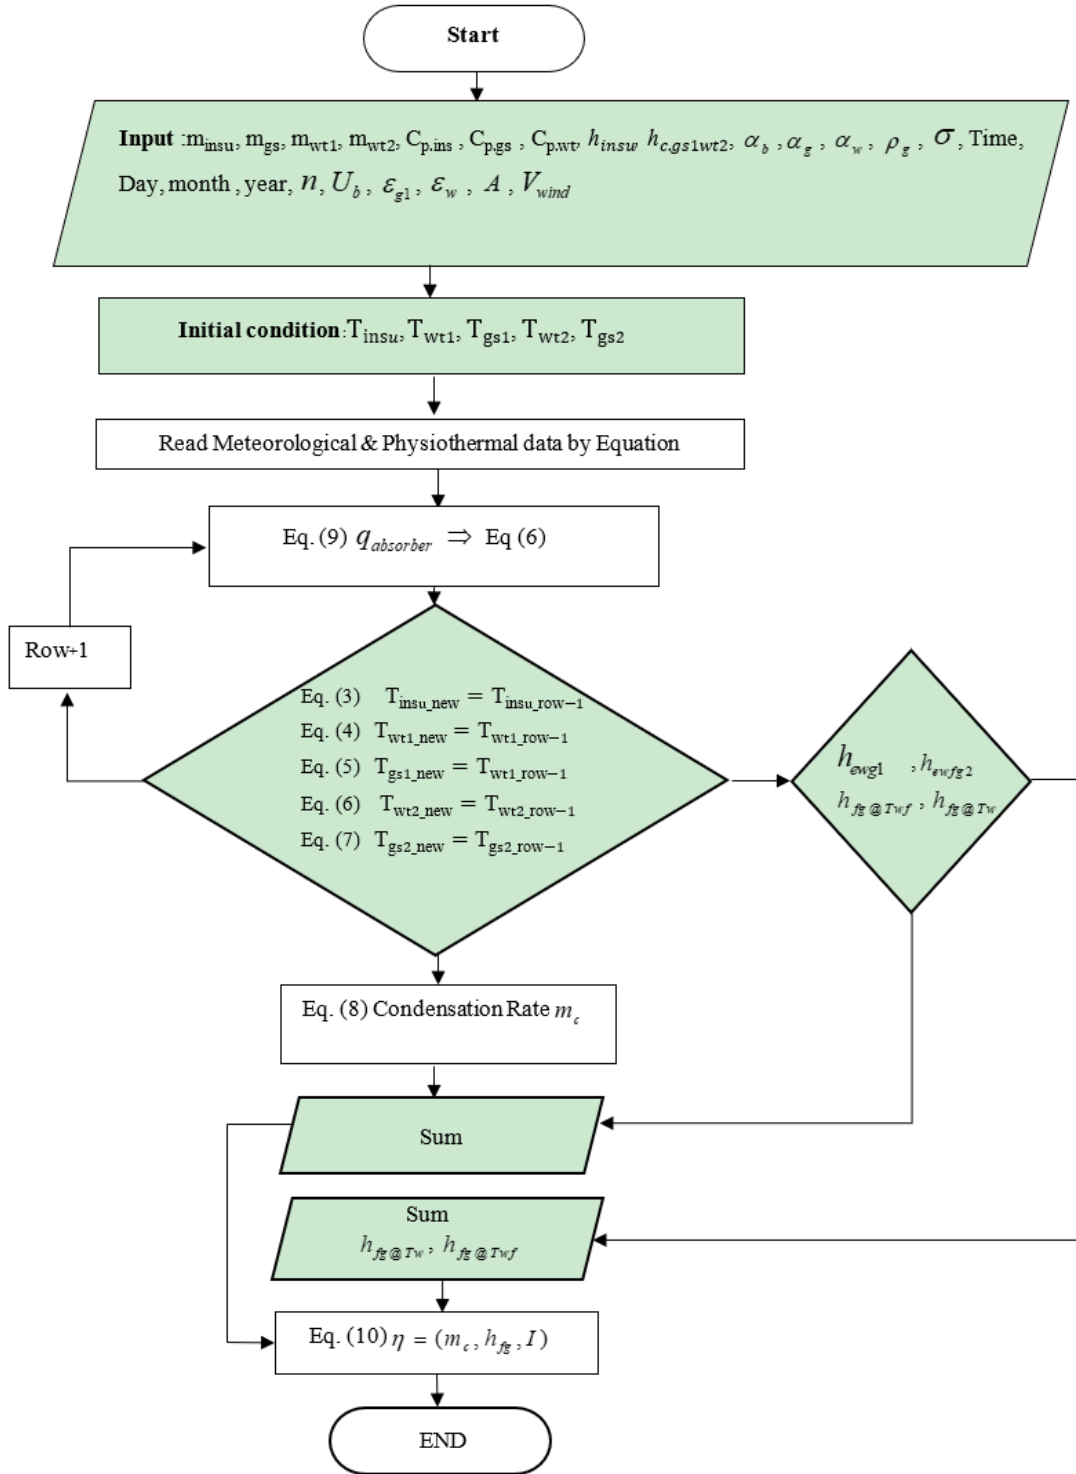 Start
Input :m_insu, m_gs, m_wt1, m_wt2, C_p.ins , C_p.gs , C_p.wt, h_insu, h_c.gs1wt2, α_b, α_g , α_w , ρ_g , σ, Time,
Day, month , year, n, U_b , ε_g1 , ε_w , A , V_wind
Initial condition: T_insu, T_wt1, T_gs1, T_wt2, T_gs2
Read Meteorological & Physiothermal data by Equation
Eq. (9) q_absorber ⇒ Eq (6)
Row+1
Eq. (3) T_insu_new = T_insu_row−1
Eq. (4) T_wt1_new = T_wt1_row−1
Eq. (5) T_gs1_new = T_wt1_row−1
Eq. (6) T_wt2_new = T_wt2_row−1
Eq. (7) T_gs2_new = T_gs2_row−1
h_ewg1 , h_ewfg2
h_fg@Twf , h_fg@Tw
Eq. (8) Condensation Rate m_c
Sum
Sum
h_fg@Tw , h_fg@Twf
Eq. (10) η = (m_c , h_fg , I)
END